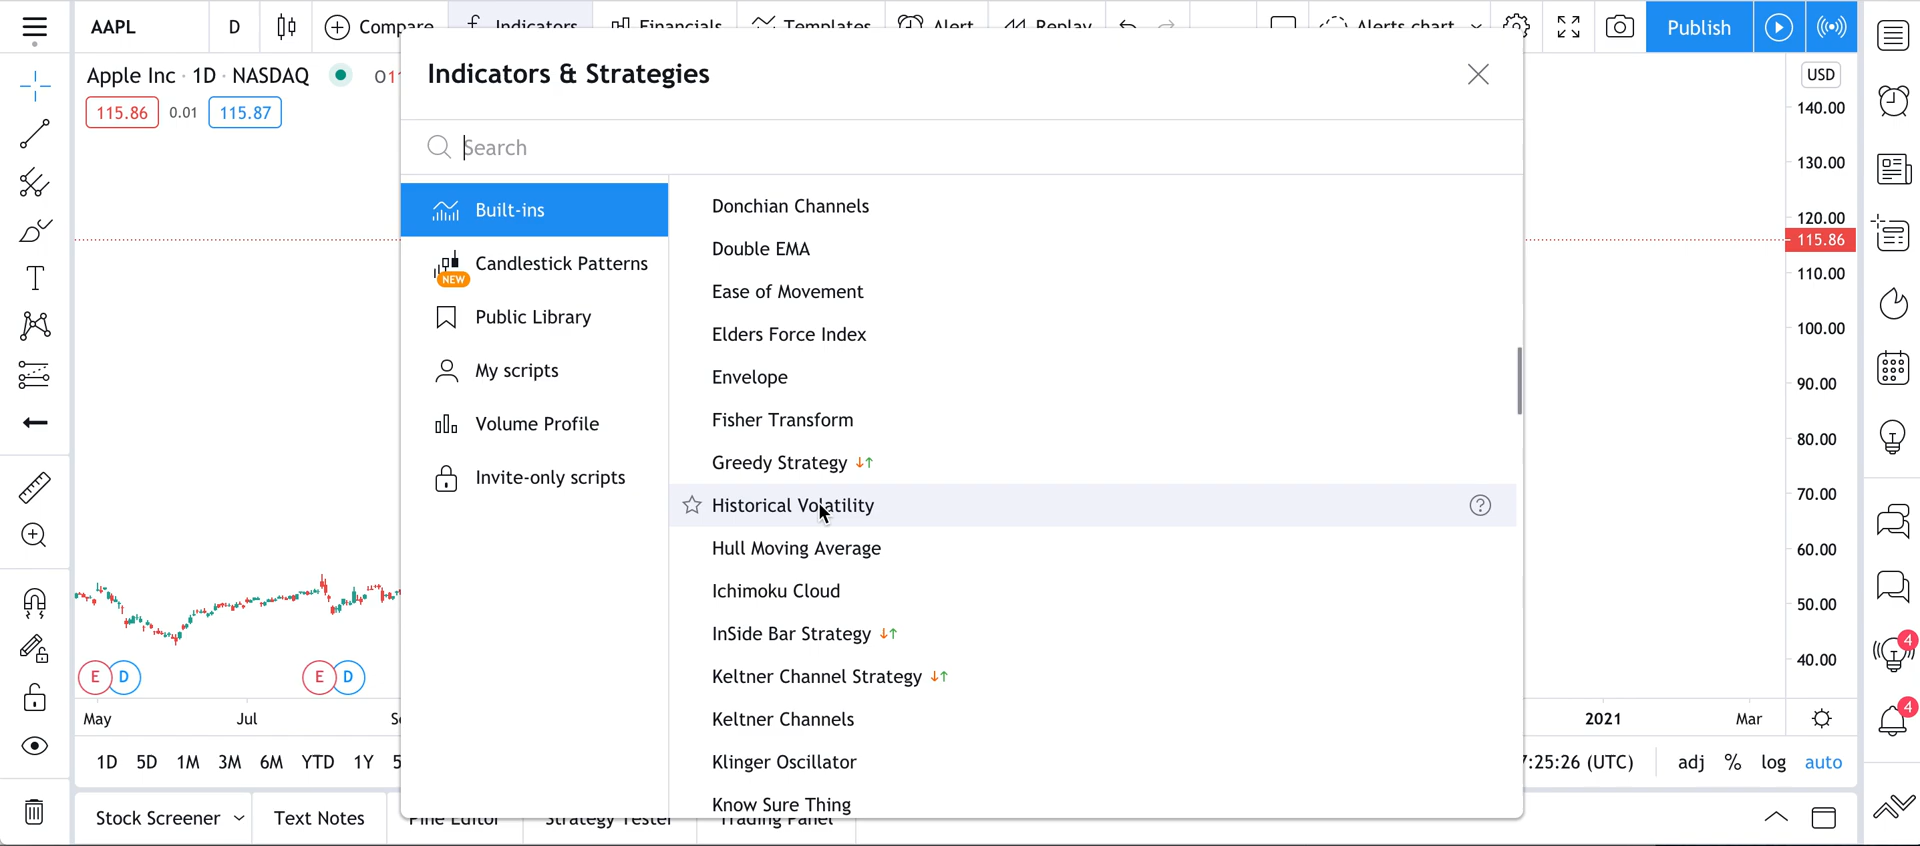 AAPL
D
Compare
Indicators
Financials
Templates
Alert
Replay
Alerts chart
Publish
Apple Inc · 1D · NASDAQ
O11
115.86
0.01
115.87
USD
140.00
130.00
120.00
115.86
110.00
100.00
90.00
80.00
70.00
60.00
50.00
40.00
Indicators & Strategies
Search
Built-ins
Candlestick Patterns
NEW
Public Library
My scripts
Volume Profile
Invite-only scripts
Donchian Channels
Double EMA
Ease of Movement
Elders Force Index
Envelope
Fisher Transform
Greedy Strategy
Historical Volatility
Hull Moving Average
Ichimoku Cloud
InSide Bar Strategy
Keltner Channel Strategy
Keltner Channels
Klinger Oscillator
Know Sure Thing
E D
E D
4
4
May
Jul
2021
Mar
1D 5D 1M 3M 6M YTD 1Y 5
7:25:26 (UTC)
adj % log auto
Stock Screener
Text Notes
Pine Editor
Strategy Tester
Trading Panel